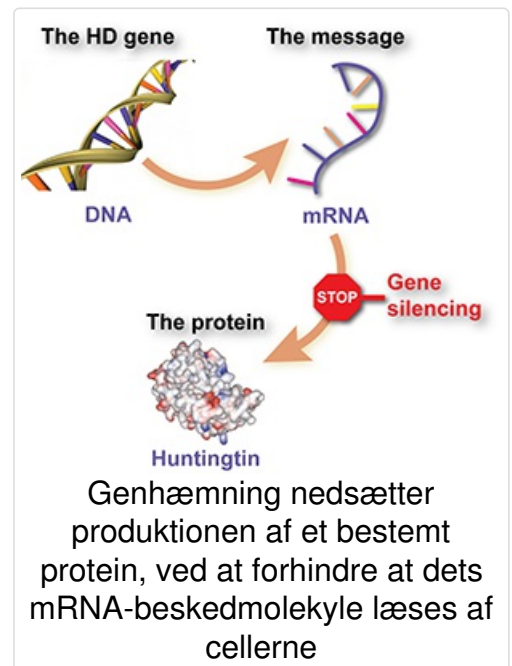 The HD gene
The message
DNA
mRNA
STOP
Gene
silencing
The protein
Huntingtin
Genhæmning nedsætter
produktionen af et bestemt
protein, ved at forhindre at dets
mRNA-beskedmolekyle læses af
cellerne